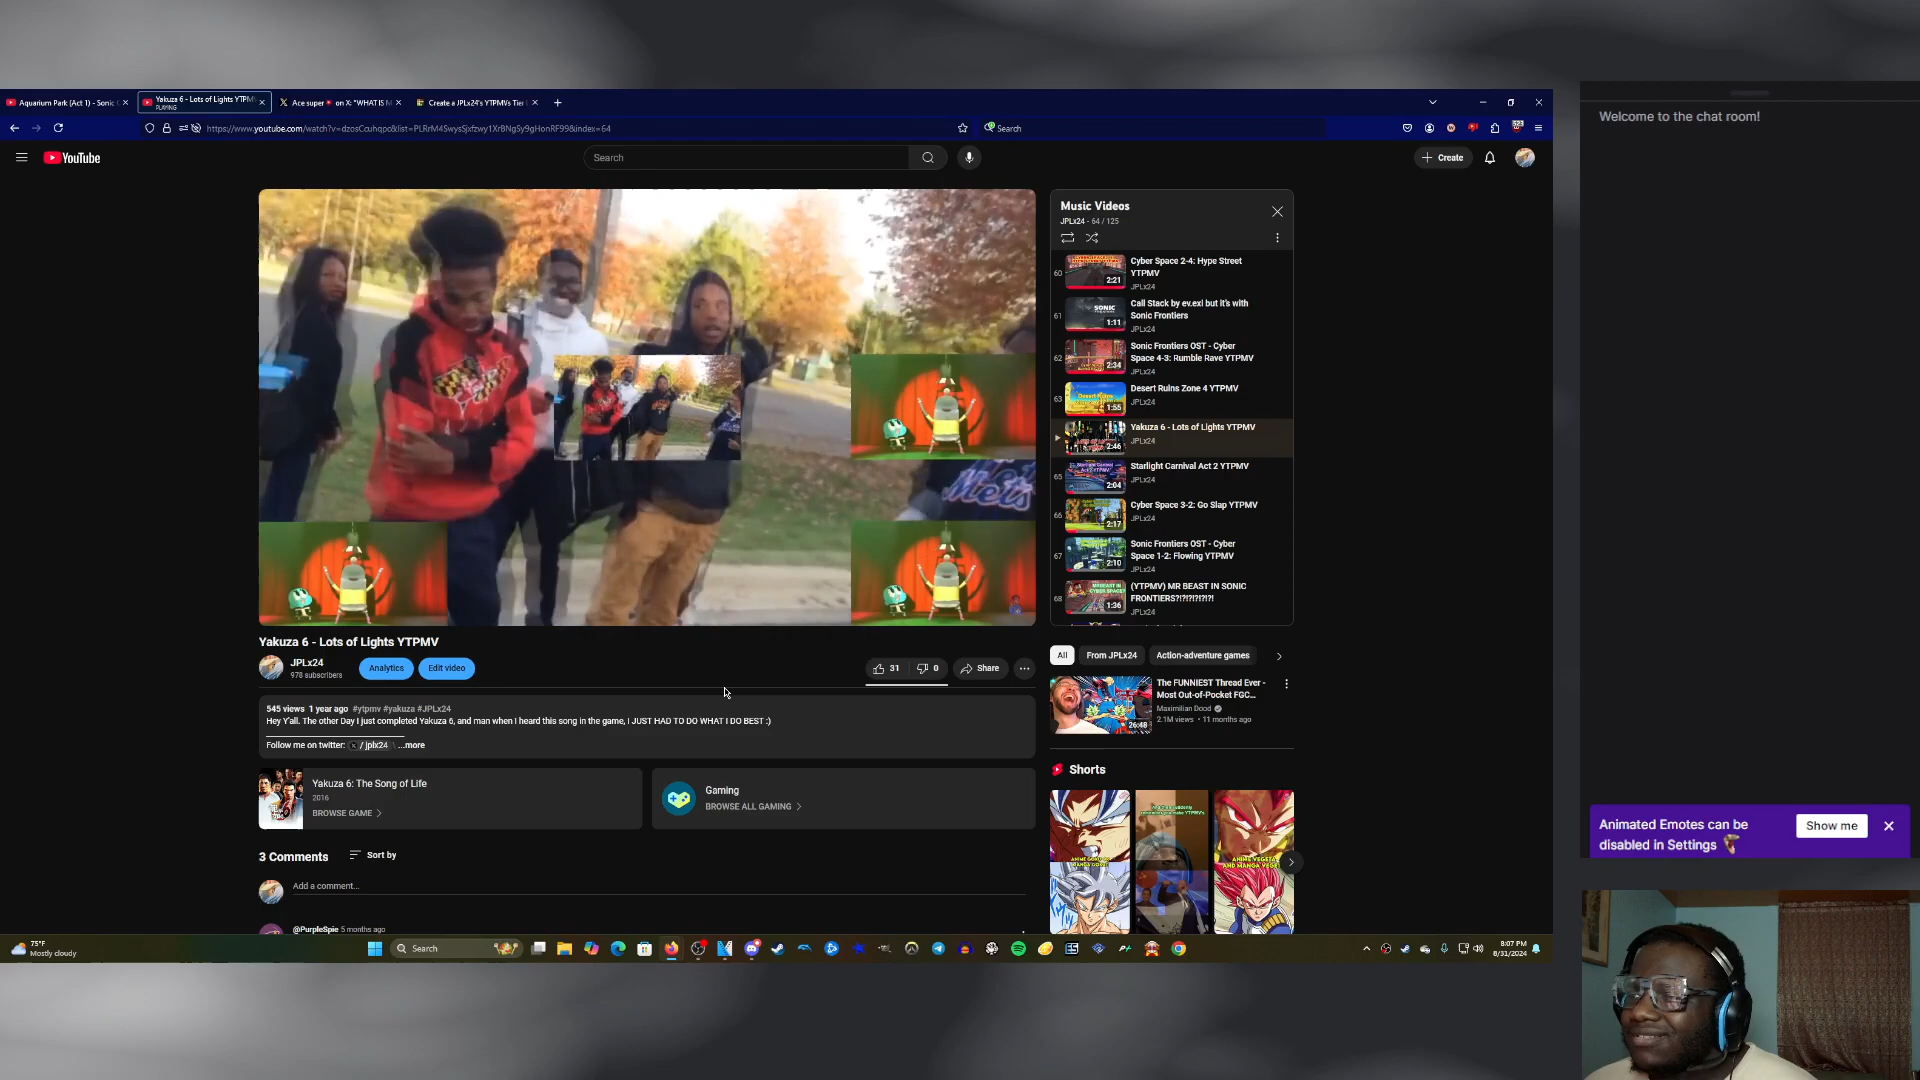 Aquarium Park (Act 1) - Sonic
Yakuza 6 - Lots of Lights YTPM
PLAYING
Ace super on X: "WHAT IS M
Create a JPLx24's YTPMVs Tier
Search
YouTube
Search
Create
Welcome to the chat room!
Music Videos
JPLx24 - 64 / 125
60
Cyber Space 2-4: Hype Street
YTPMV
JPLx24
2:21
61
Call Stack by ev.exi but it's with
Sonic Frontiers
JPLx24
SONIC
1:11
62
Sonic Frontiers OST - Cyber
Space 4-3: Rumble Rave YTPMV
JPLx24
2:34
63
Desert Ruins Zone 4 YTPMV
JPLx24
1:55
Yakuza 6 - Lots of Lights YTPMV
JPLx24
2:46
65
Starlight Carnival Act 2 YTPMV
JPLx24
2:04
66
Cyber Space 3-2: Go Slap YTPMV
JPLx24
2:17
67
Sonic Frontiers OST - Cyber
Space 1-2: Flowing YTPMV
JPLx24
2:10
68
(YTPMV) MR BEAST IN SONIC
FRONTIERS?!?!?!?!?!?!
JPLx24
1:36
Mets
Yakuza 6 - Lots of Lights YTPMV
JPLx24
978 subscribers
Analytics
Edit video
31
0
Share
545 views 1 year ago #ytpmv #yakuza #JPLx24
Hey Y'all. The other Day I just completed Yakuza 6, and man when I heard this song in the game, I JUST HAD TO DO WHAT I DO BEST :)
Follow me on twitter: / jplx24 \ ...more
Yakuza 6: The Song of Life
2016
BROWSE GAME
Gaming
BROWSE ALL GAMING
3 Comments
Sort by
Add a comment...
@PurpleSpie 5 months ago
All
From JPLx24
Action-adventure games
The FUNNIEST Thread Ever -
Most Out-of-Pocket FGC...
Maximilian Dood
2.1M views • 11 months ago
26:48
Shorts
Animated Emotes can be
disabled in Settings
Show me
75°F
Mostly cloudy
Search
8:07 PM
8/31/2024